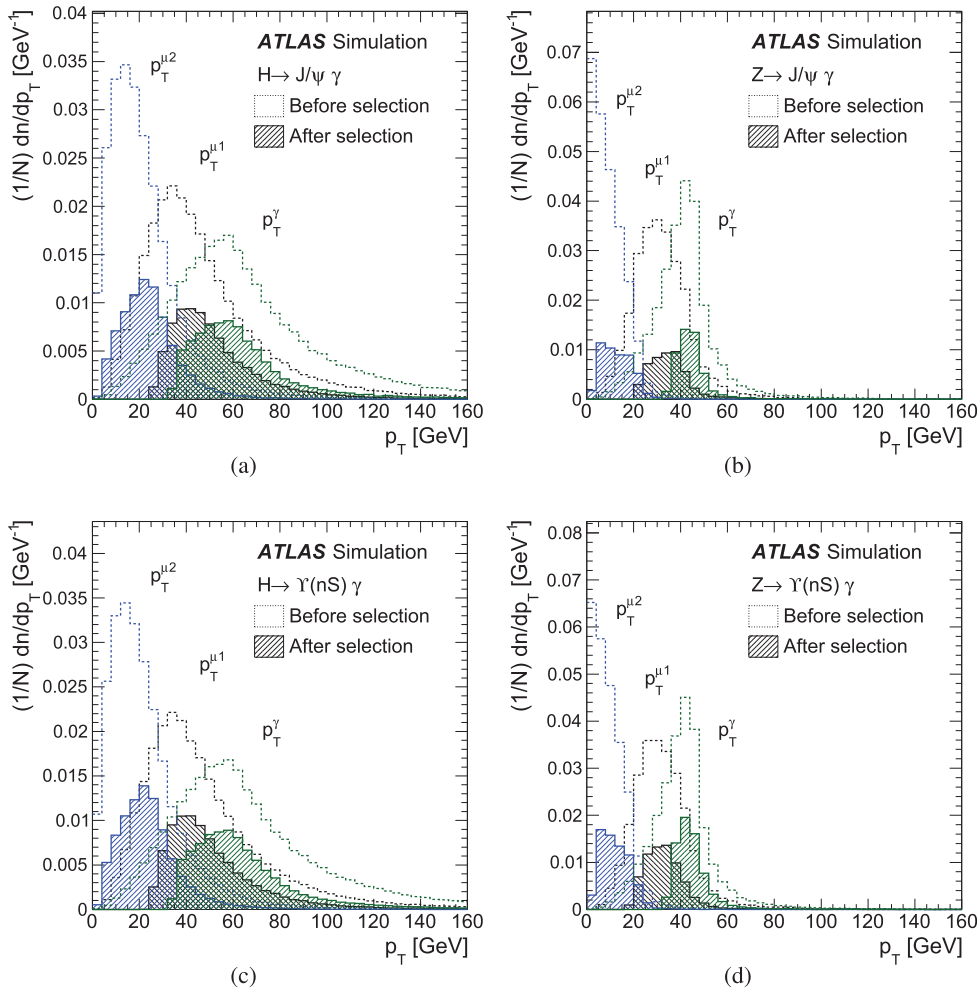 (1/N) dn/dp_T [GeV⁻¹]
0.04
0.035
0.03
0.025
0.02
0.015
0.01
0.005
0
ATLAS Simulation
H→ J/ψ γ
Before selection
After selection
p_T^μ2
p_T^μ1
p_T^γ
0 20 40 60 80 100 120 140 160
p_T [GeV]
(a)
(1/N) dn/dp_T [GeV⁻¹]
0.07
0.06
0.05
0.04
0.03
0.02
0.01
0
ATLAS Simulation
Z→ J/ψ γ
Before selection
After selection
p_T^μ2
p_T^μ1
p_T^γ
0 20 40 60 80 100 120 140 160
p_T [GeV]
(b)
(1/N) dn/dp_T [GeV⁻¹]
0.04
0.035
0.03
0.025
0.02
0.015
0.01
0.005
0
ATLAS Simulation
H→ ϒ(nS) γ
Before selection
After selection
p_T^μ2
p_T^μ1
p_T^γ
0 20 40 60 80 100 120 140 160
p_T [GeV]
(c)
(1/N) dn/dp_T [GeV⁻¹]
0.08
0.07
0.06
0.05
0.04
0.03
0.02
0.01
0
ATLAS Simulation
Z→ ϒ(nS) γ
Before selection
After selection
p_T^μ2
p_T^μ1
p_T^γ
0 20 40 60 80 100 120 140 160
p_T [GeV]
(d)